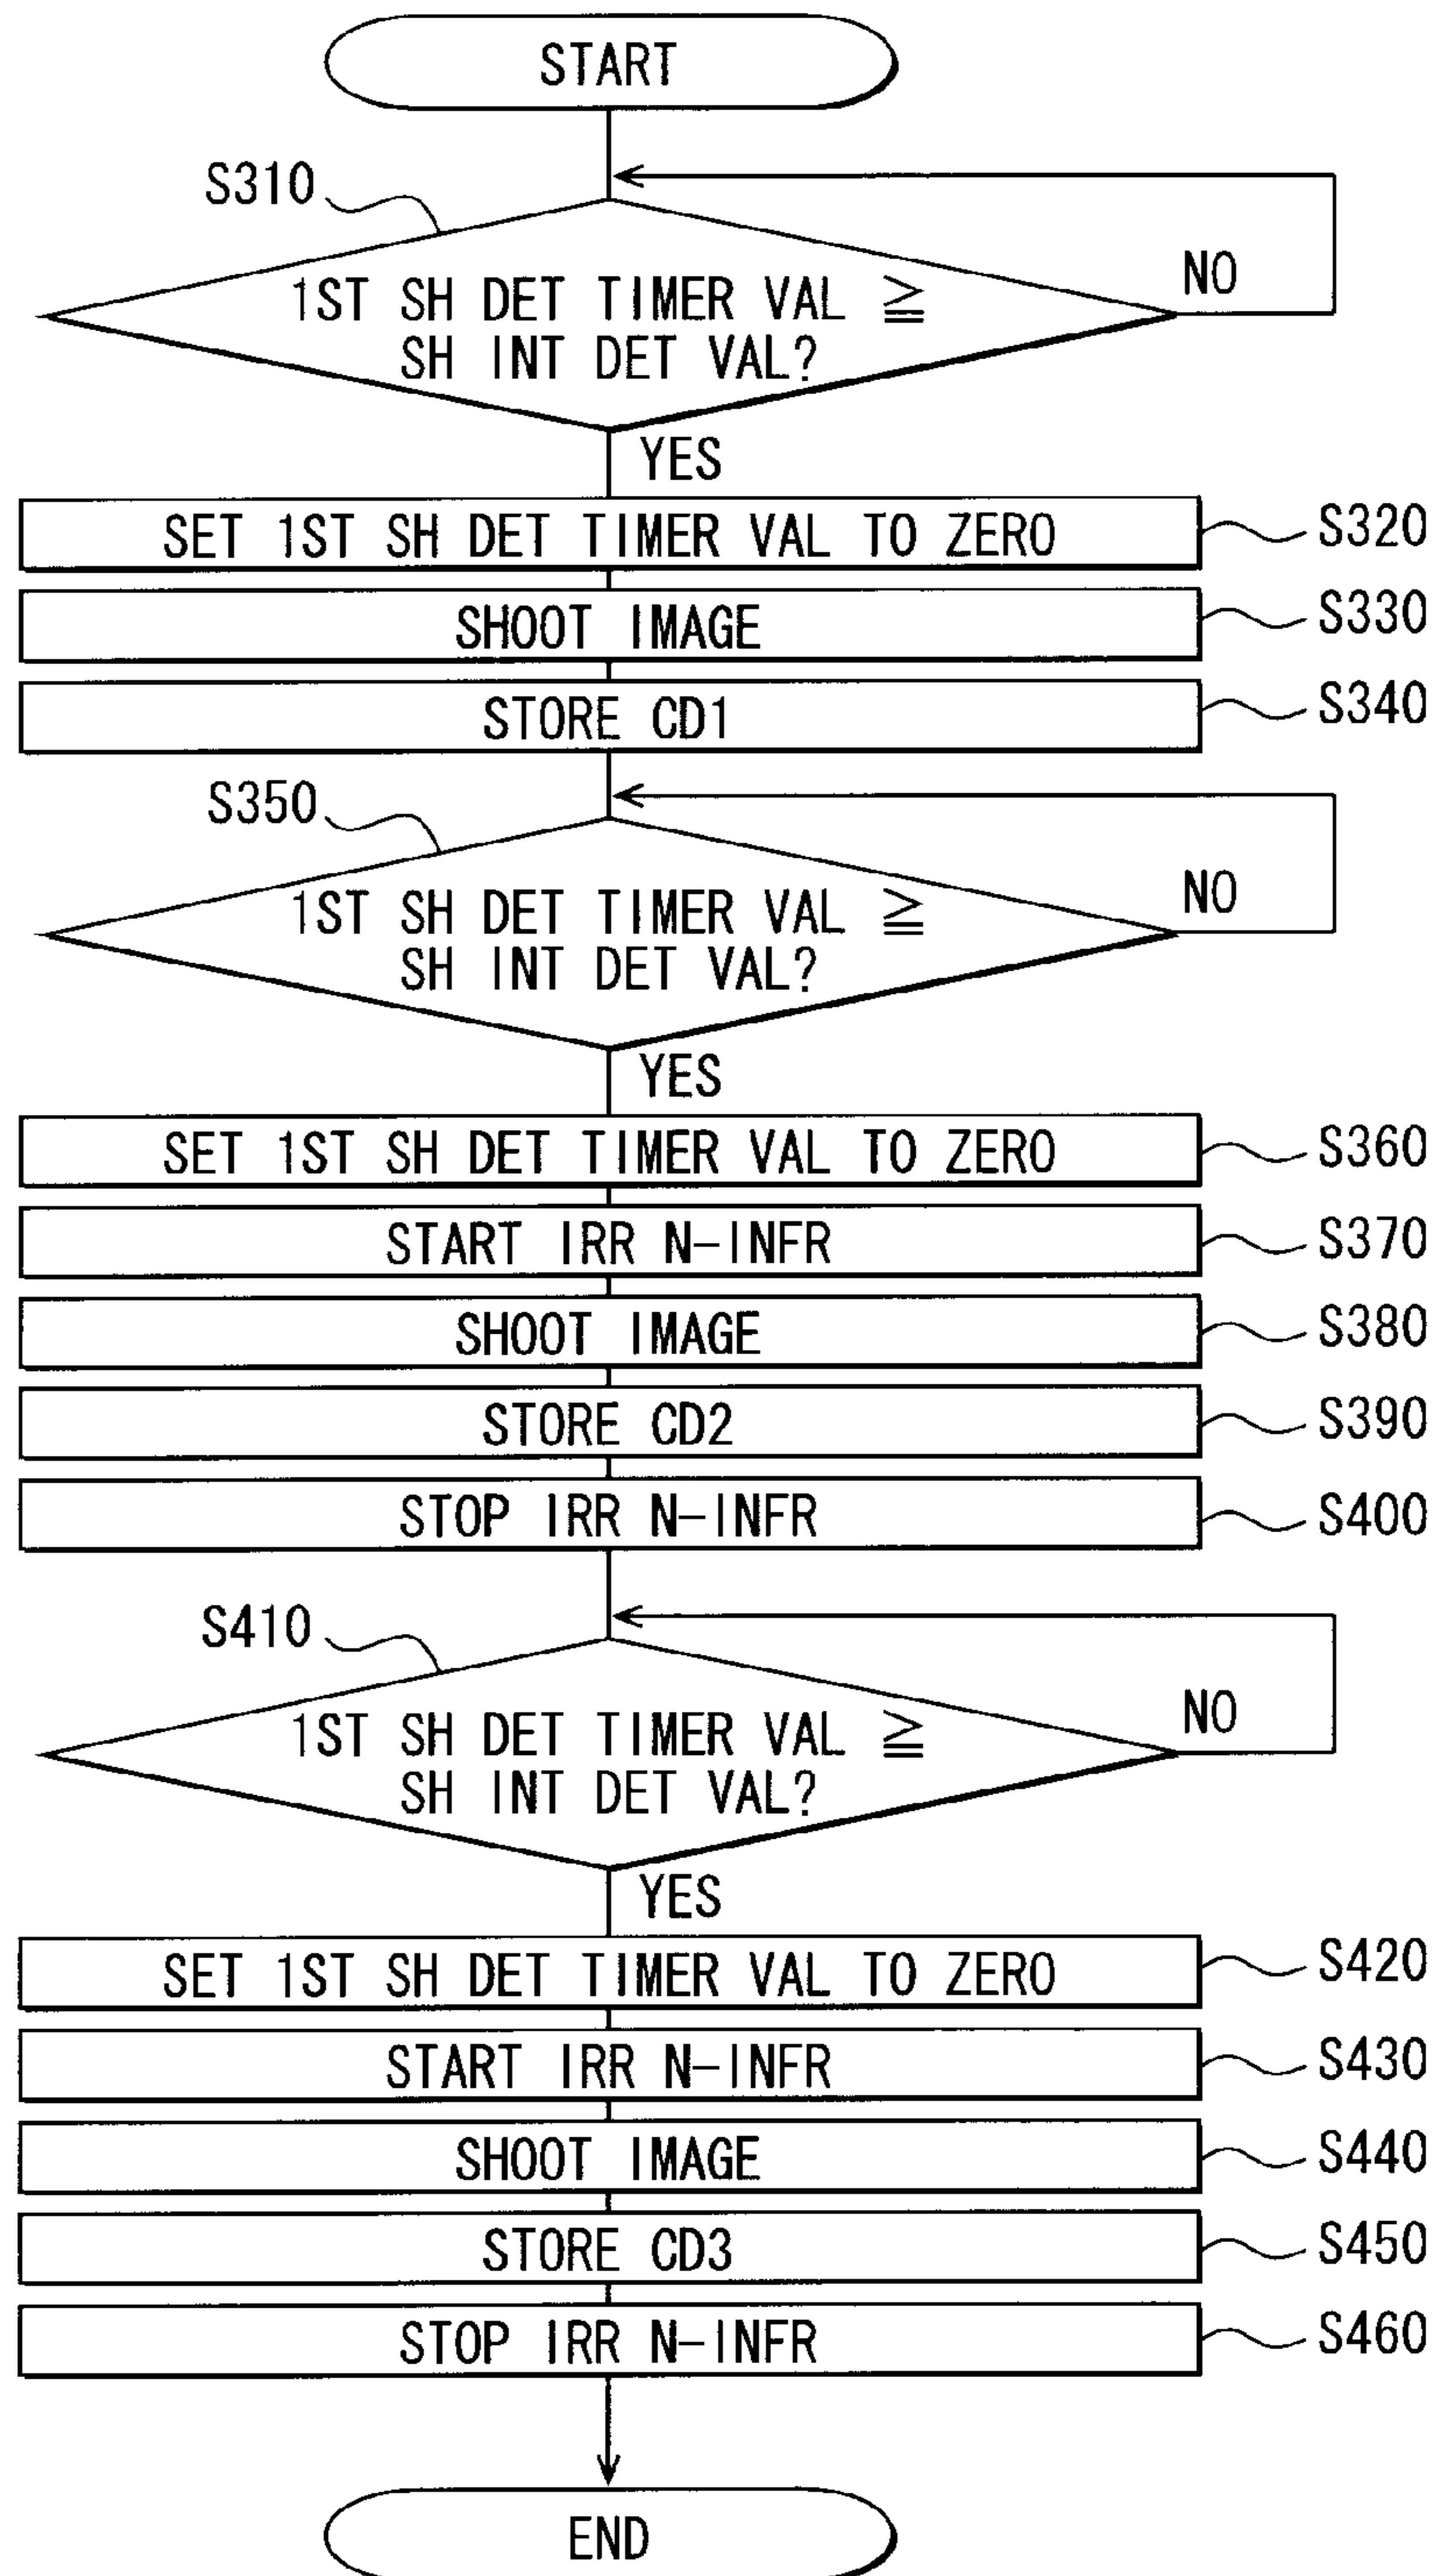 START
S310
1ST SH DET TIMER VAL ≧
SH INT DET VAL?
NO
YES
SET 1ST SH DET TIMER VAL TO ZERO
S320
SHOOT IMAGE
S330
STORE CD1
S340
S350
1ST SH DET TIMER VAL ≧
SH INT DET VAL?
NO
YES
SET 1ST SH DET TIMER VAL TO ZERO
S360
START IRR N-INFR
S370
SHOOT IMAGE
S380
STORE CD2
S390
STOP IRR N-INFR
S400
S410
1ST SH DET TIMER VAL ≧
SH INT DET VAL?
NO
YES
SET 1ST SH DET TIMER VAL TO ZERO
S420
START IRR N-INFR
S430
SHOOT IMAGE
S440
STORE CD3
S450
STOP IRR N-INFR
S460
END